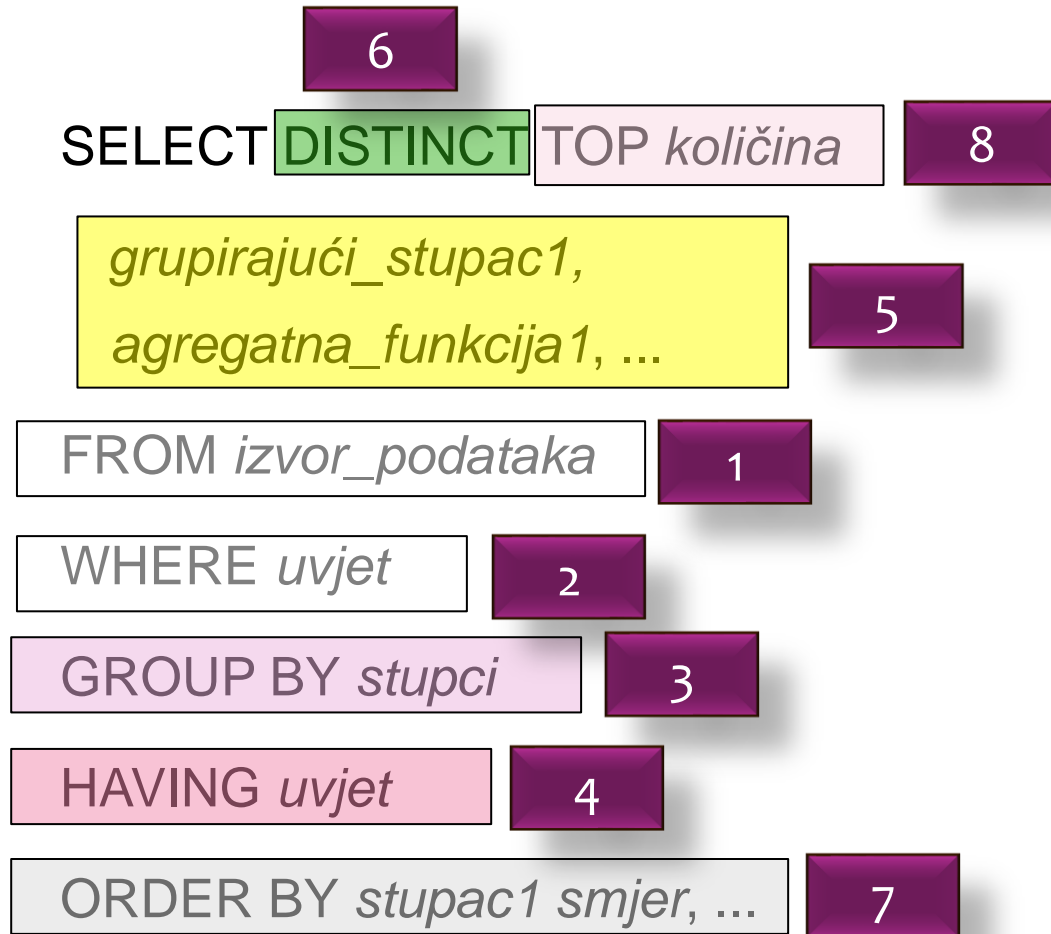 6
SELECT DISTINCT TOP količina 8
grupirajući_stupac1,
agregatna_funkcija1, ...
5
FROM izvor_podataka 1
WHERE uvjet 2
GROUP BY stupci 3
HAVING uvjet 4
ORDER BY stupac1 smjer, ... 7